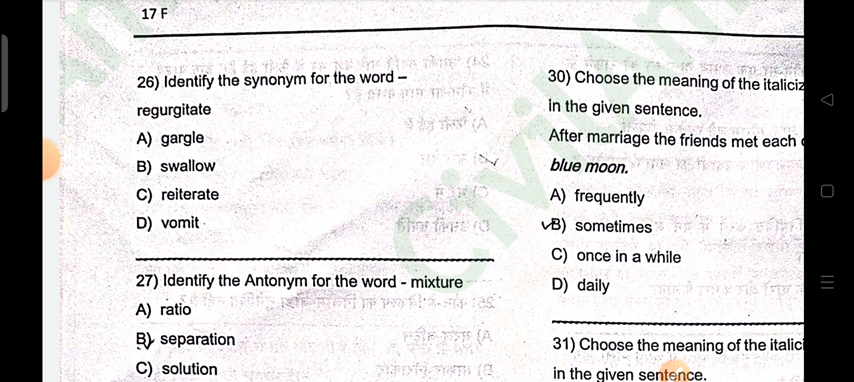 17 F
26) Identify the synonym for the word –
regurgitate
A) gargle
B) swallow
C) reiterate
D) vomit
27) Identify the Antonym for the word - mixture
A) ratio
B) separation
C) solution
30) Choose the meaning of the italiciz
in the given sentence.
After marriage the friends met each
blue moon.
A) frequently
B) sometimes
C) once in a while
D) daily
31) Choose the meaning of the italic
in the given sentence.